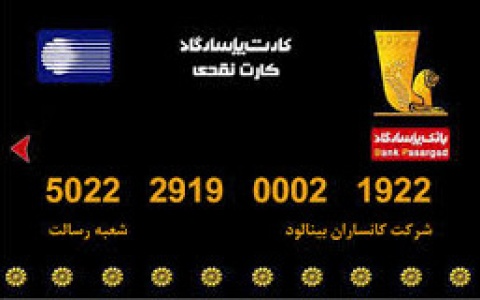 کارت پاسارگاد
کارت نقدی
بانک پاسارگاد
Bank Pasargad
5022 2919 0002 1922
شرکت کانساران بینالود
شعبه رسالت